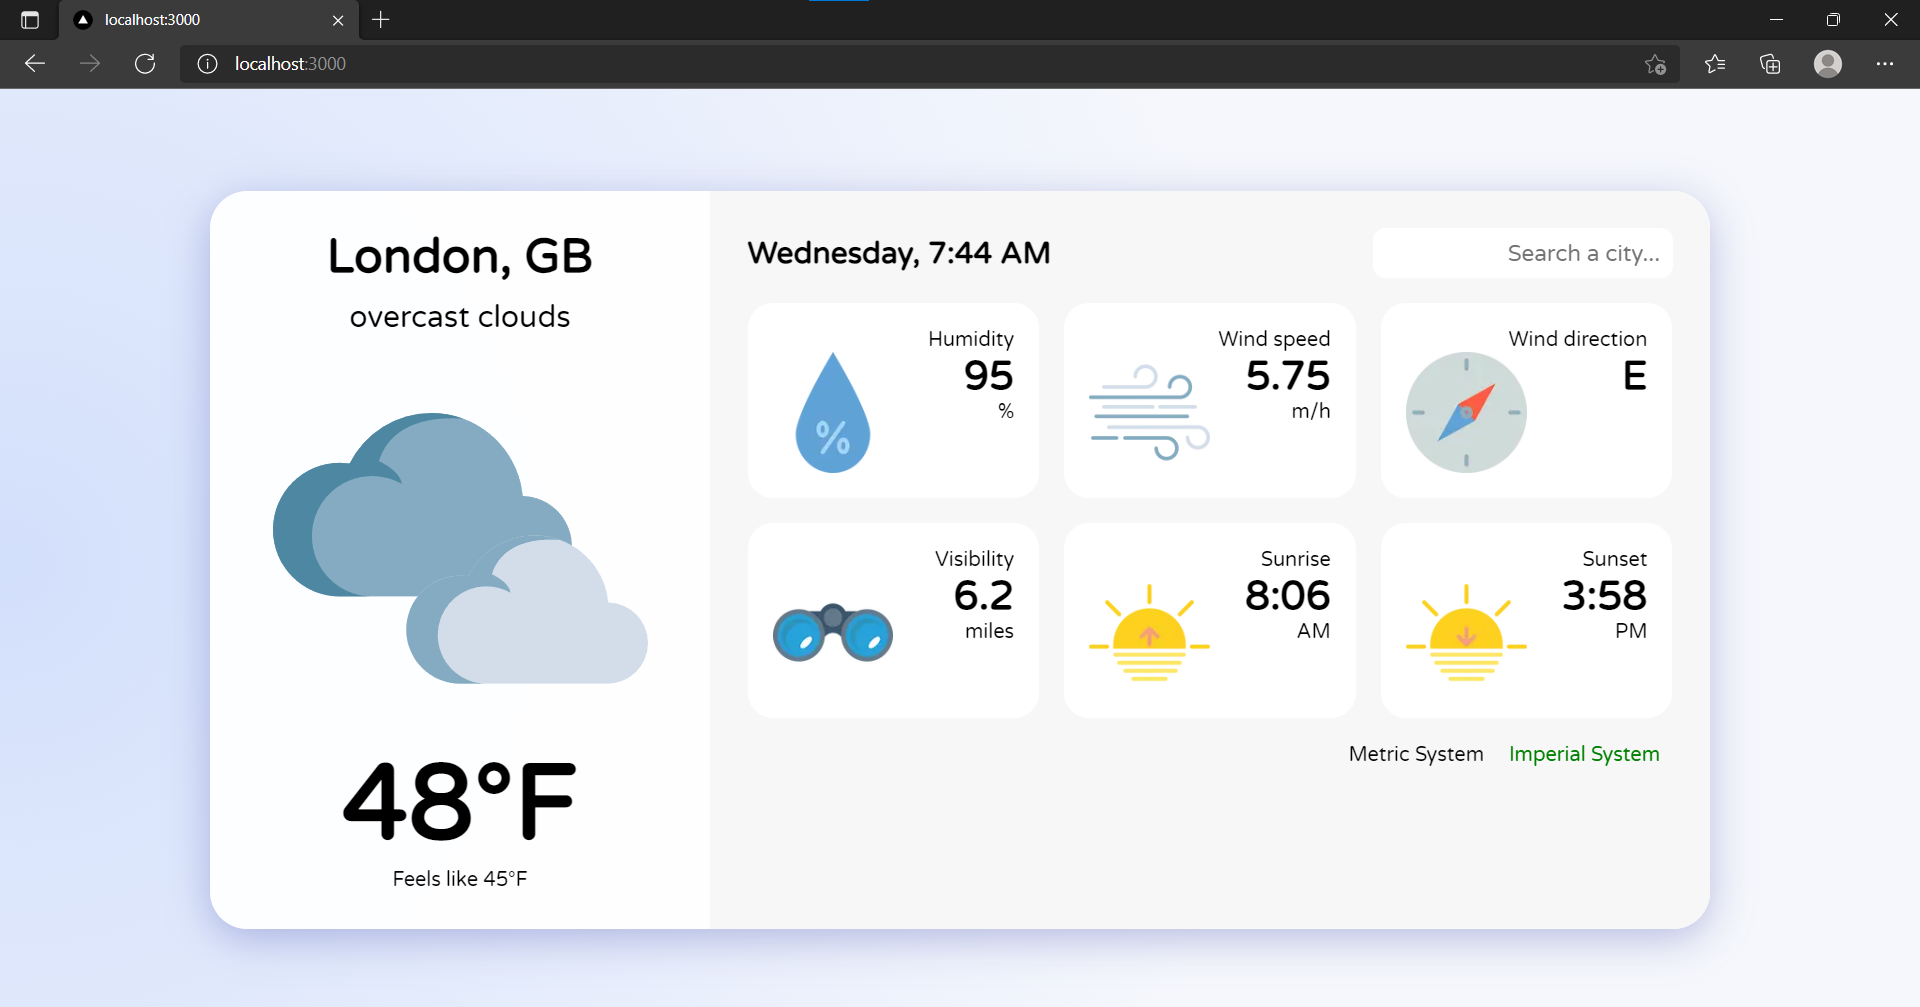 localhost:3000
localhost:3000
London, GB
overcast clouds
48°F
Feels like 45°F
Wednesday, 7:44 AM
Search a city...
Humidity
95
%
%
Wind speed
5.75
m/h
Wind direction
E
Visibility
6.2
miles
Sunrise
8:06
AM
Sunset
3:58
PM
Metric System
Imperial System